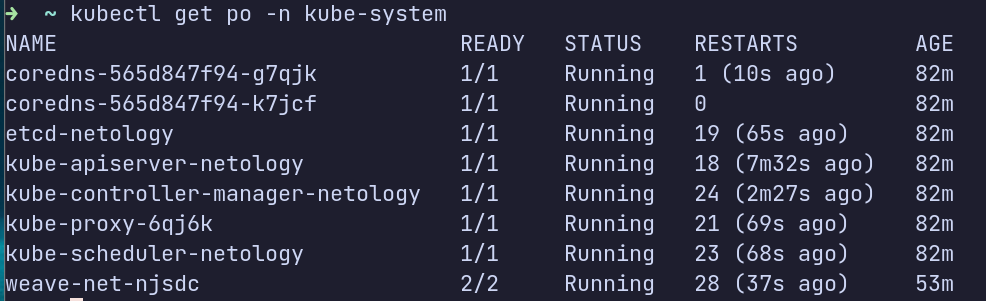 ➜  ~ kubectl get po -n kube-system
NAME                               READY   STATUS    RESTARTS         AGE
coredns-565d847f94-g7qjk           1/1     Running   1 (10s ago)      82m
coredns-565d847f94-k7jcf           1/1     Running   0                82m
etcd-netology                      1/1     Running   19 (65s ago)     82m
kube-apiserver-netology            1/1     Running   18 (7m32s ago)   82m
kube-controller-manager-netology   1/1     Running   24 (2m27s ago)   82m
kube-proxy-6qj6k                   1/1     Running   21 (69s ago)     82m
kube-scheduler-netology            1/1     Running   23 (68s ago)     82m
weave-net-njsdc                    2/2     Running   28 (37s ago)     53m